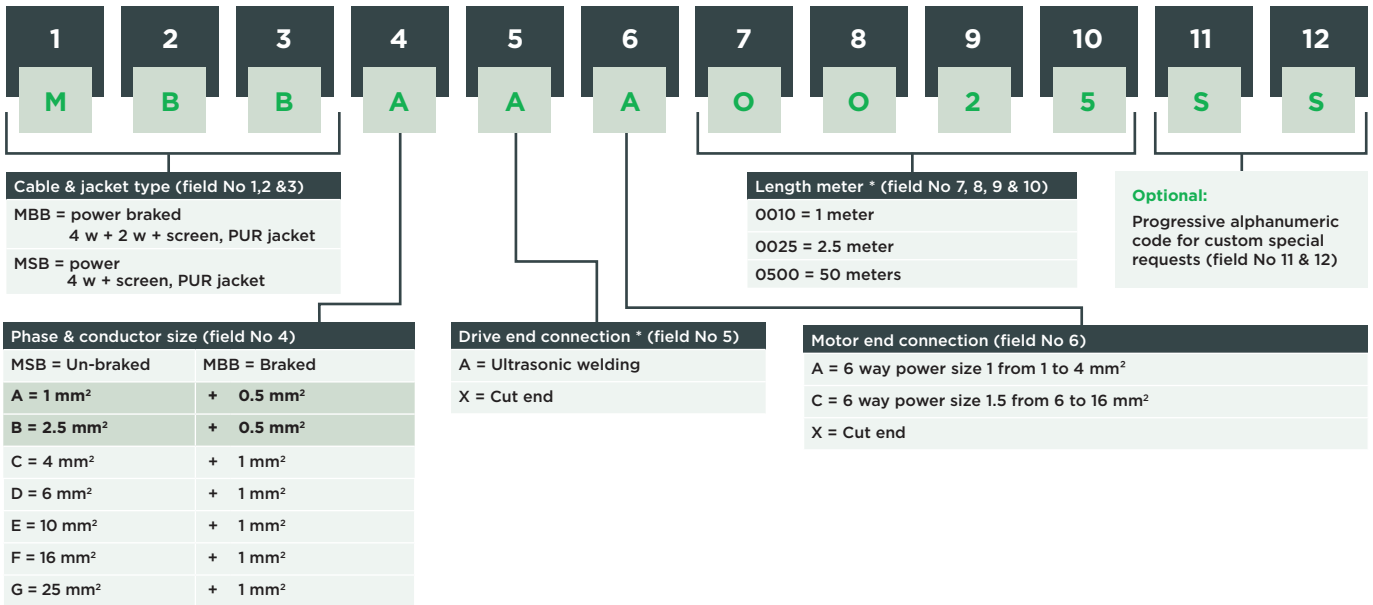 1 2 3 4 5 6 7 8 9 10 11 12
M B B A A A O O 2 5 S S
Cable & jacket type (field No 1,2 &3)
MBB = power braked
4 w + 2 w + screen, PUR jacket
MSB = power
4 w + screen, PUR jacket
Length meter * (field No 7, 8, 9 & 10)
0010 = 1 meter
0025 = 2.5 meter
0500 = 50 meters
Optional:
Progressive alphanumeric
code for custom special
requests (field No 11 & 12)
Phase & conductor size (field No 4)
MSB = Un-braked MBB = Braked
A = 1 mm² + 0.5 mm²
B = 2.5 mm² + 0.5 mm²
C = 4 mm² + 1 mm²
D = 6 mm² + 1 mm²
E = 10 mm² + 1 mm²
F = 16 mm² + 1 mm²
G = 25 mm² + 1 mm²
Drive end connection * (field No 5)
A = Ultrasonic welding
X = Cut end
Motor end connection (field No 6)
A = 6 way power size 1 from 1 to 4 mm²
C = 6 way power size 1.5 from 6 to 16 mm²
X = Cut end